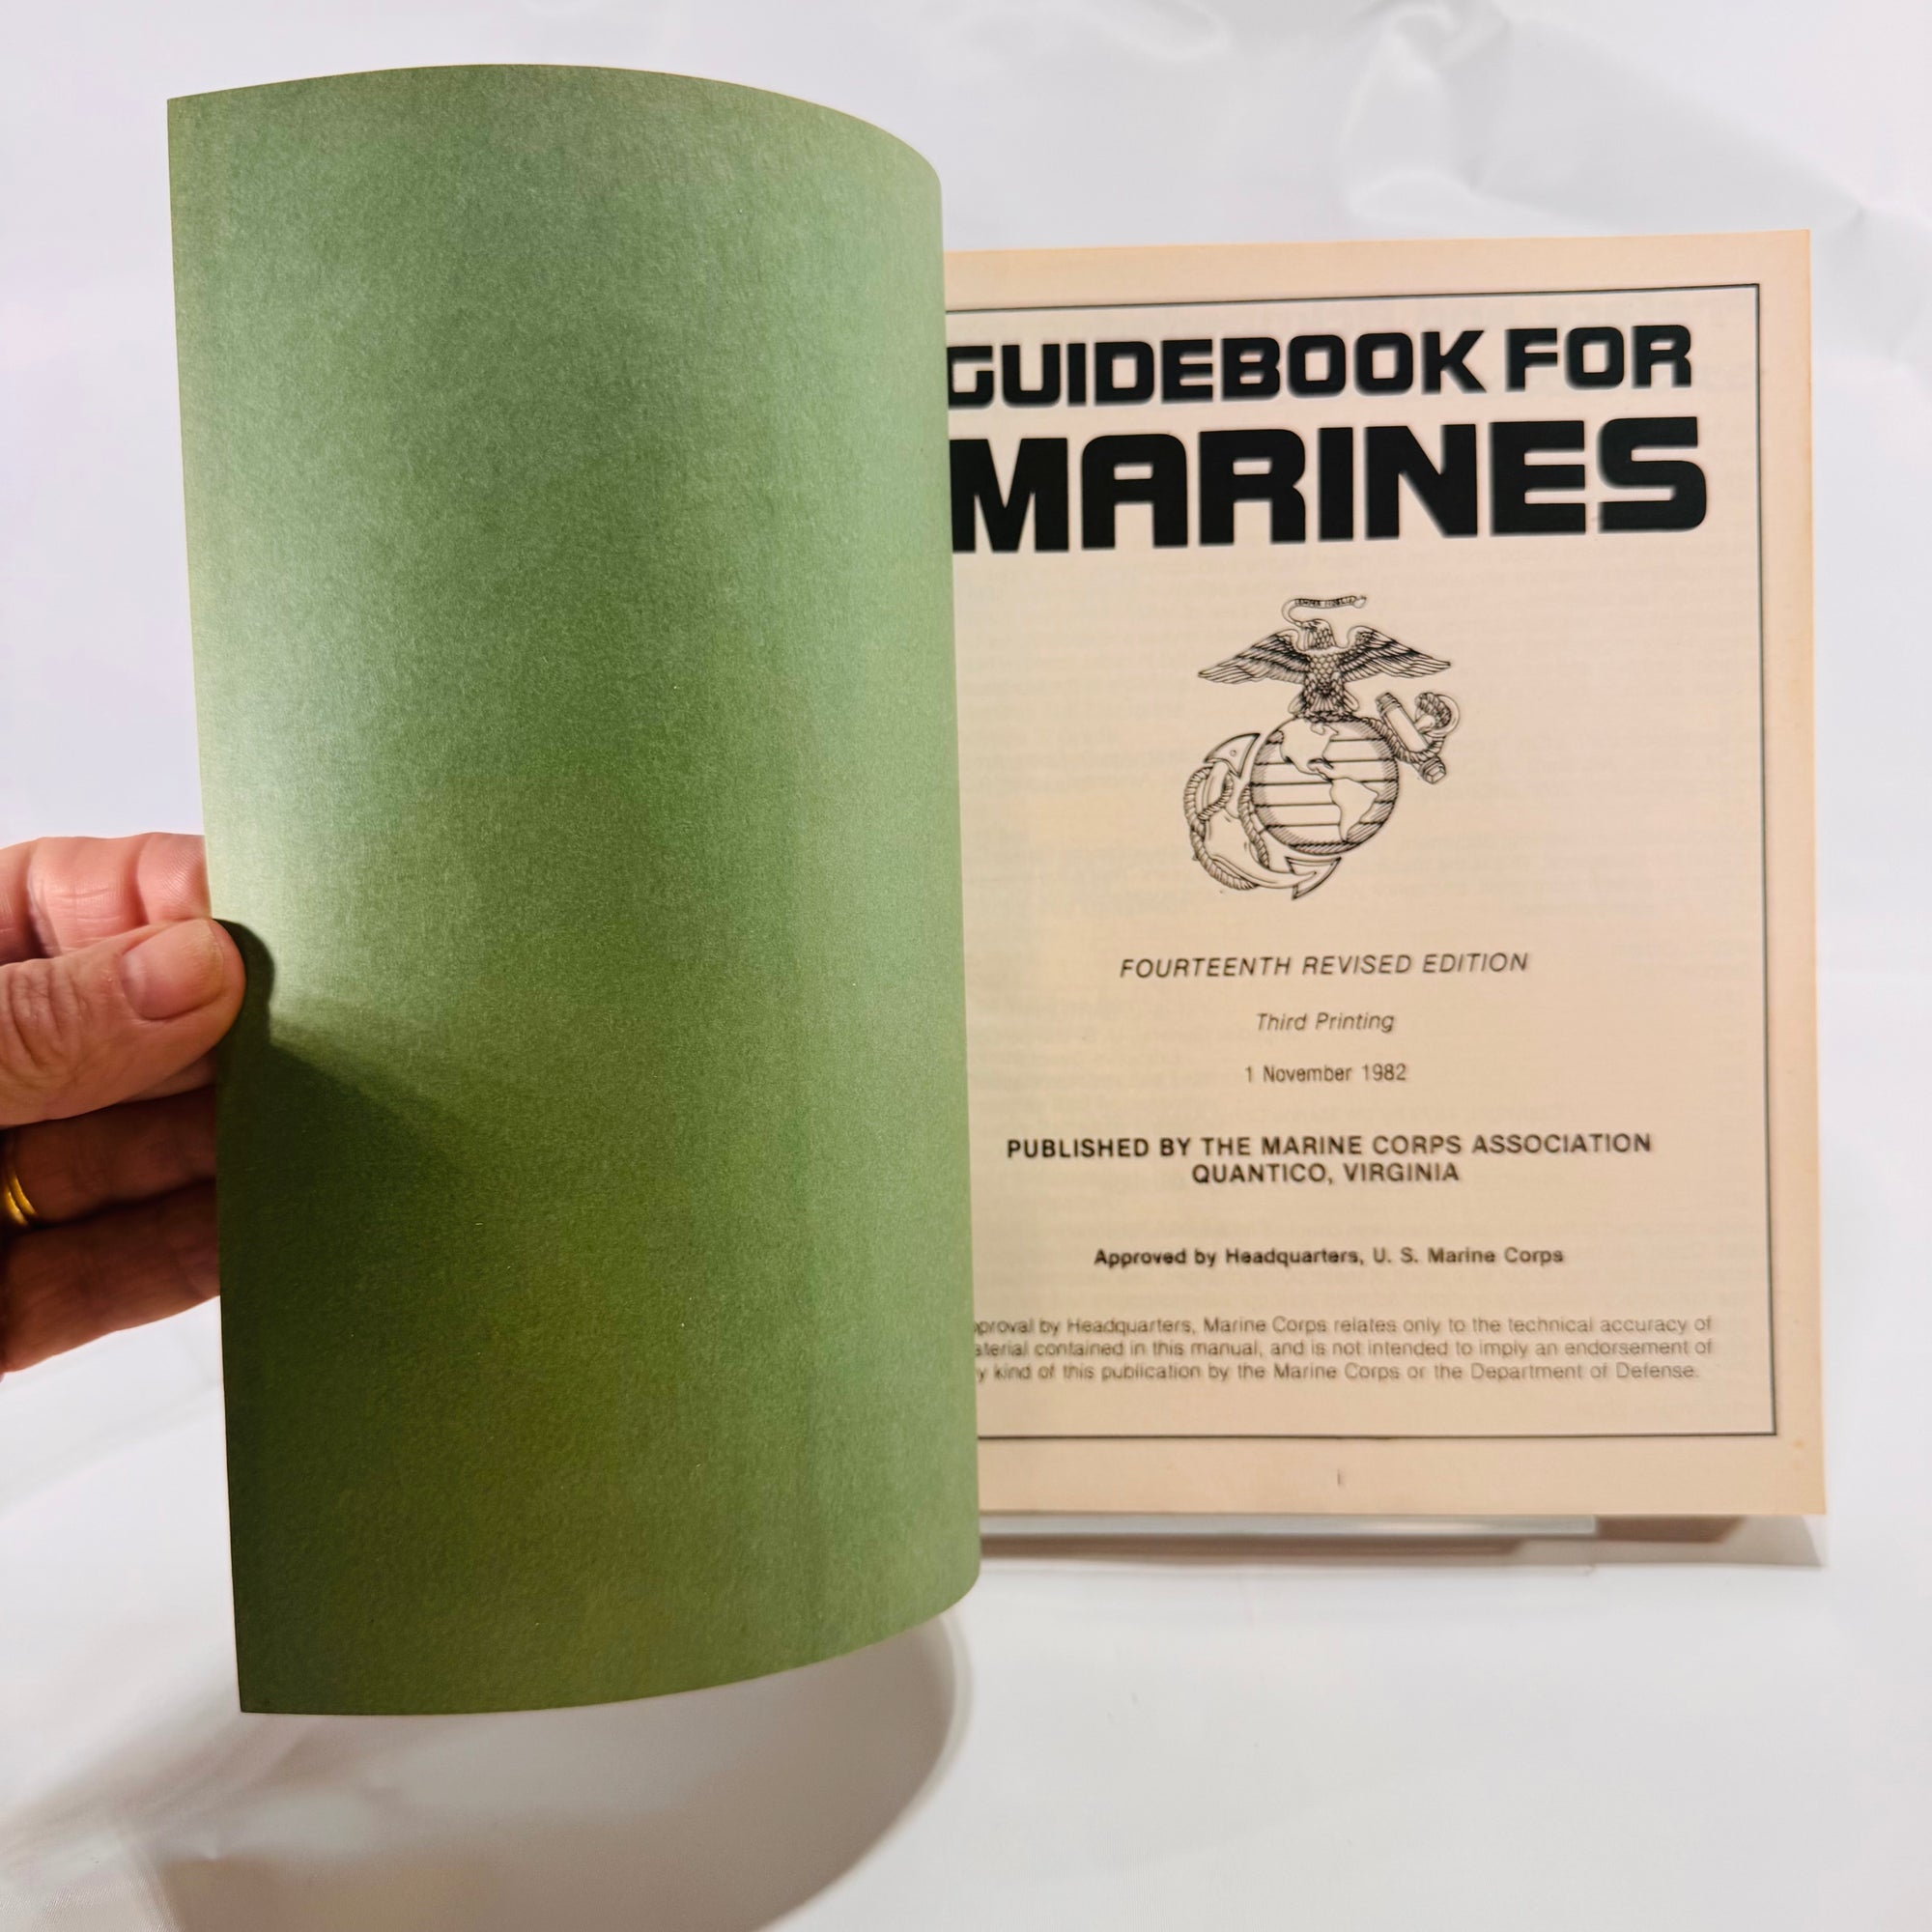 GUIDEBOOK FOR
MARINES
FOURTEENTH REVISED EDITION
Third Printing
1 November 1982
PUBLISHED BY THE MARINE CORPS ASSOCIATION
QUANTICO, VIRGINIA
Approved by Headquarters, U. S. Marine Corps
by Headquarters, Marine Corps relates only to the technical accuracy of
contained in this manual, and is not intended to imply an endorsement of
kind of this publication by the Marine Corps or the Department of Defense.
i